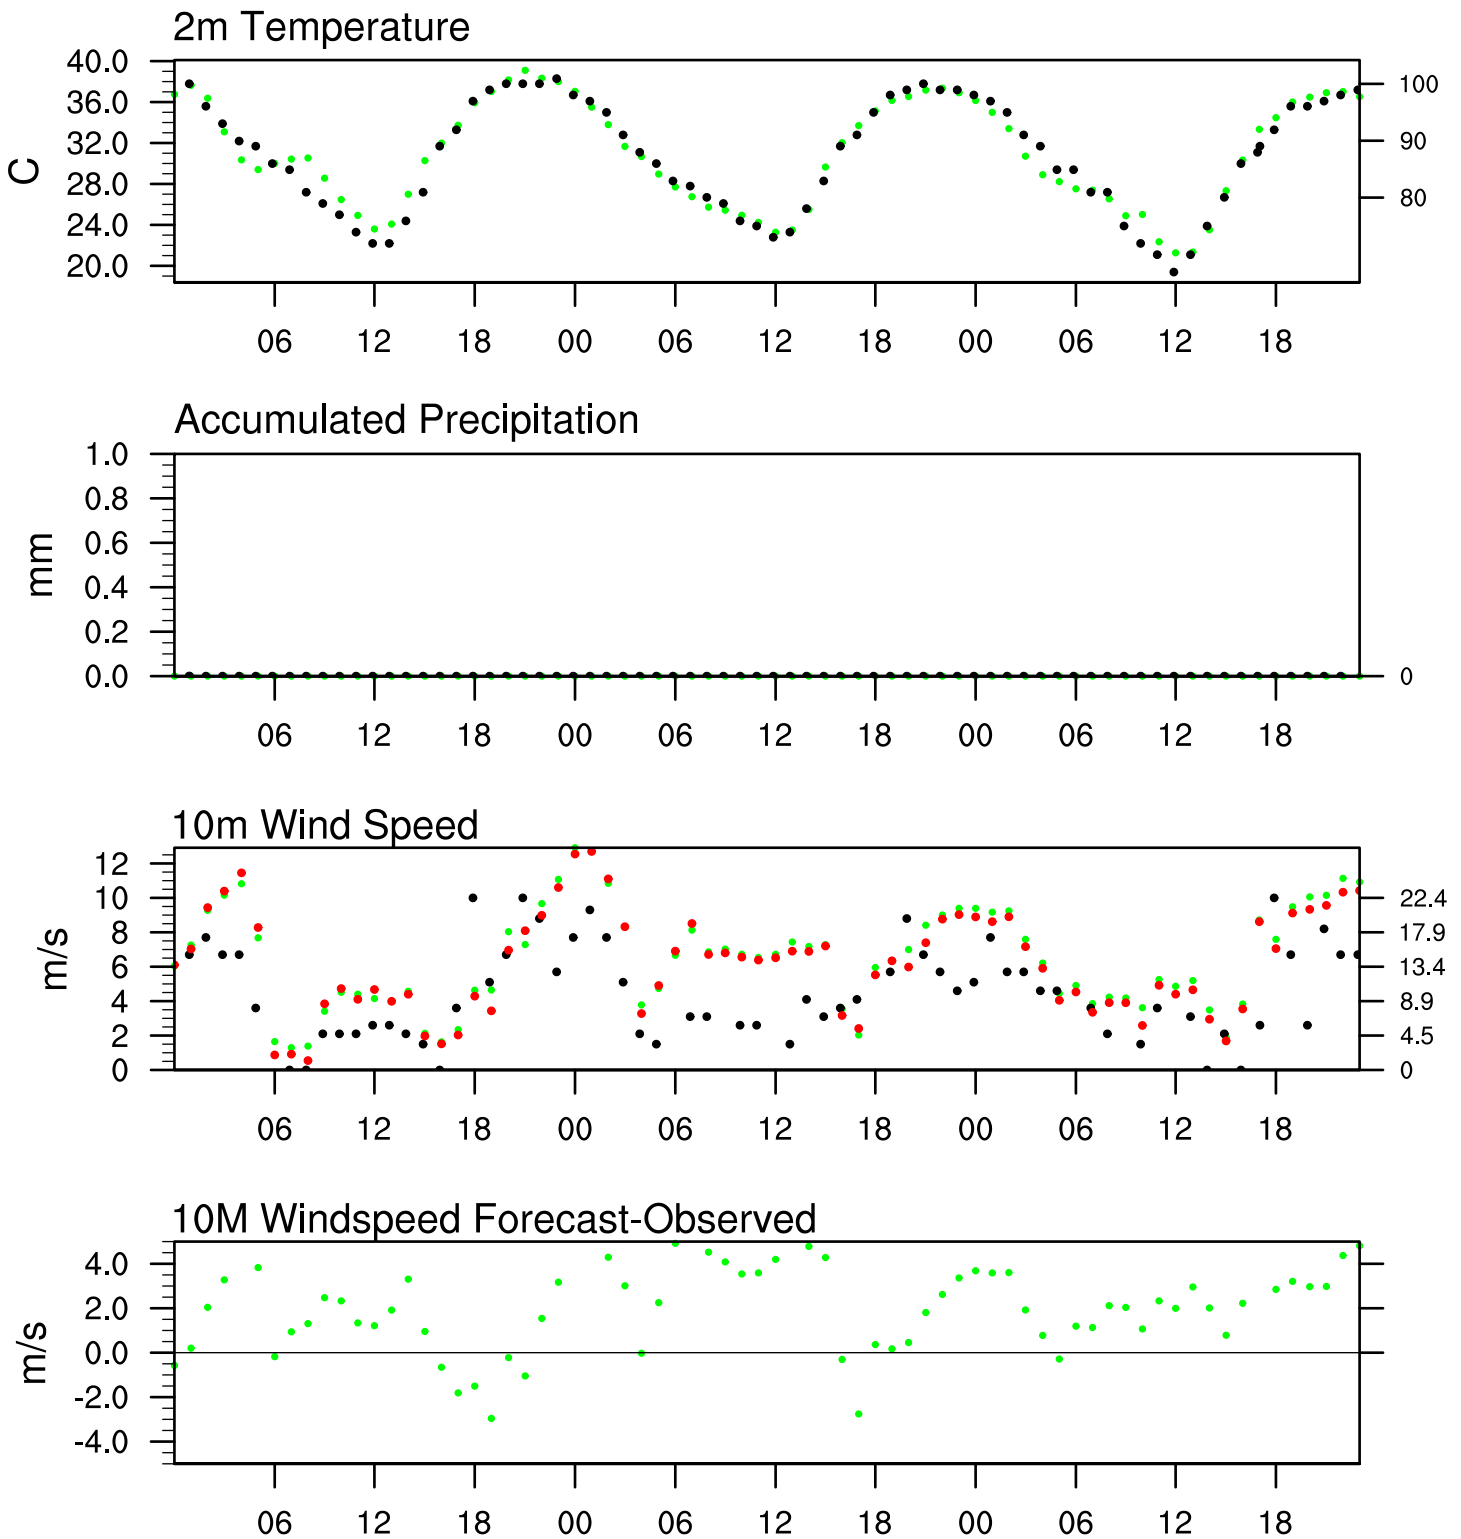 2m Temperature
40.0
36.0
32.0
28.0
24.0
20.0
C
100
90
80
06 12 18 00 06 12 18 00 06 12 18
Accumulated Precipitation
1.0
0.8
0.6
0.4
0.2
0.0
mm
0
06 12 18 00 06 12 18 00 06 12 18
10m Wind Speed
12
10
8
6
4
2
0
m/s
22.4
17.9
13.4
8.9
4.5
0
06 12 18 00 06 12 18 00 06 12 18
10M Windspeed Forecast-Observed
4.0
2.0
0.0
-2.0
-4.0
m/s
06 12 18 00 06 12 18 00 06 12 18